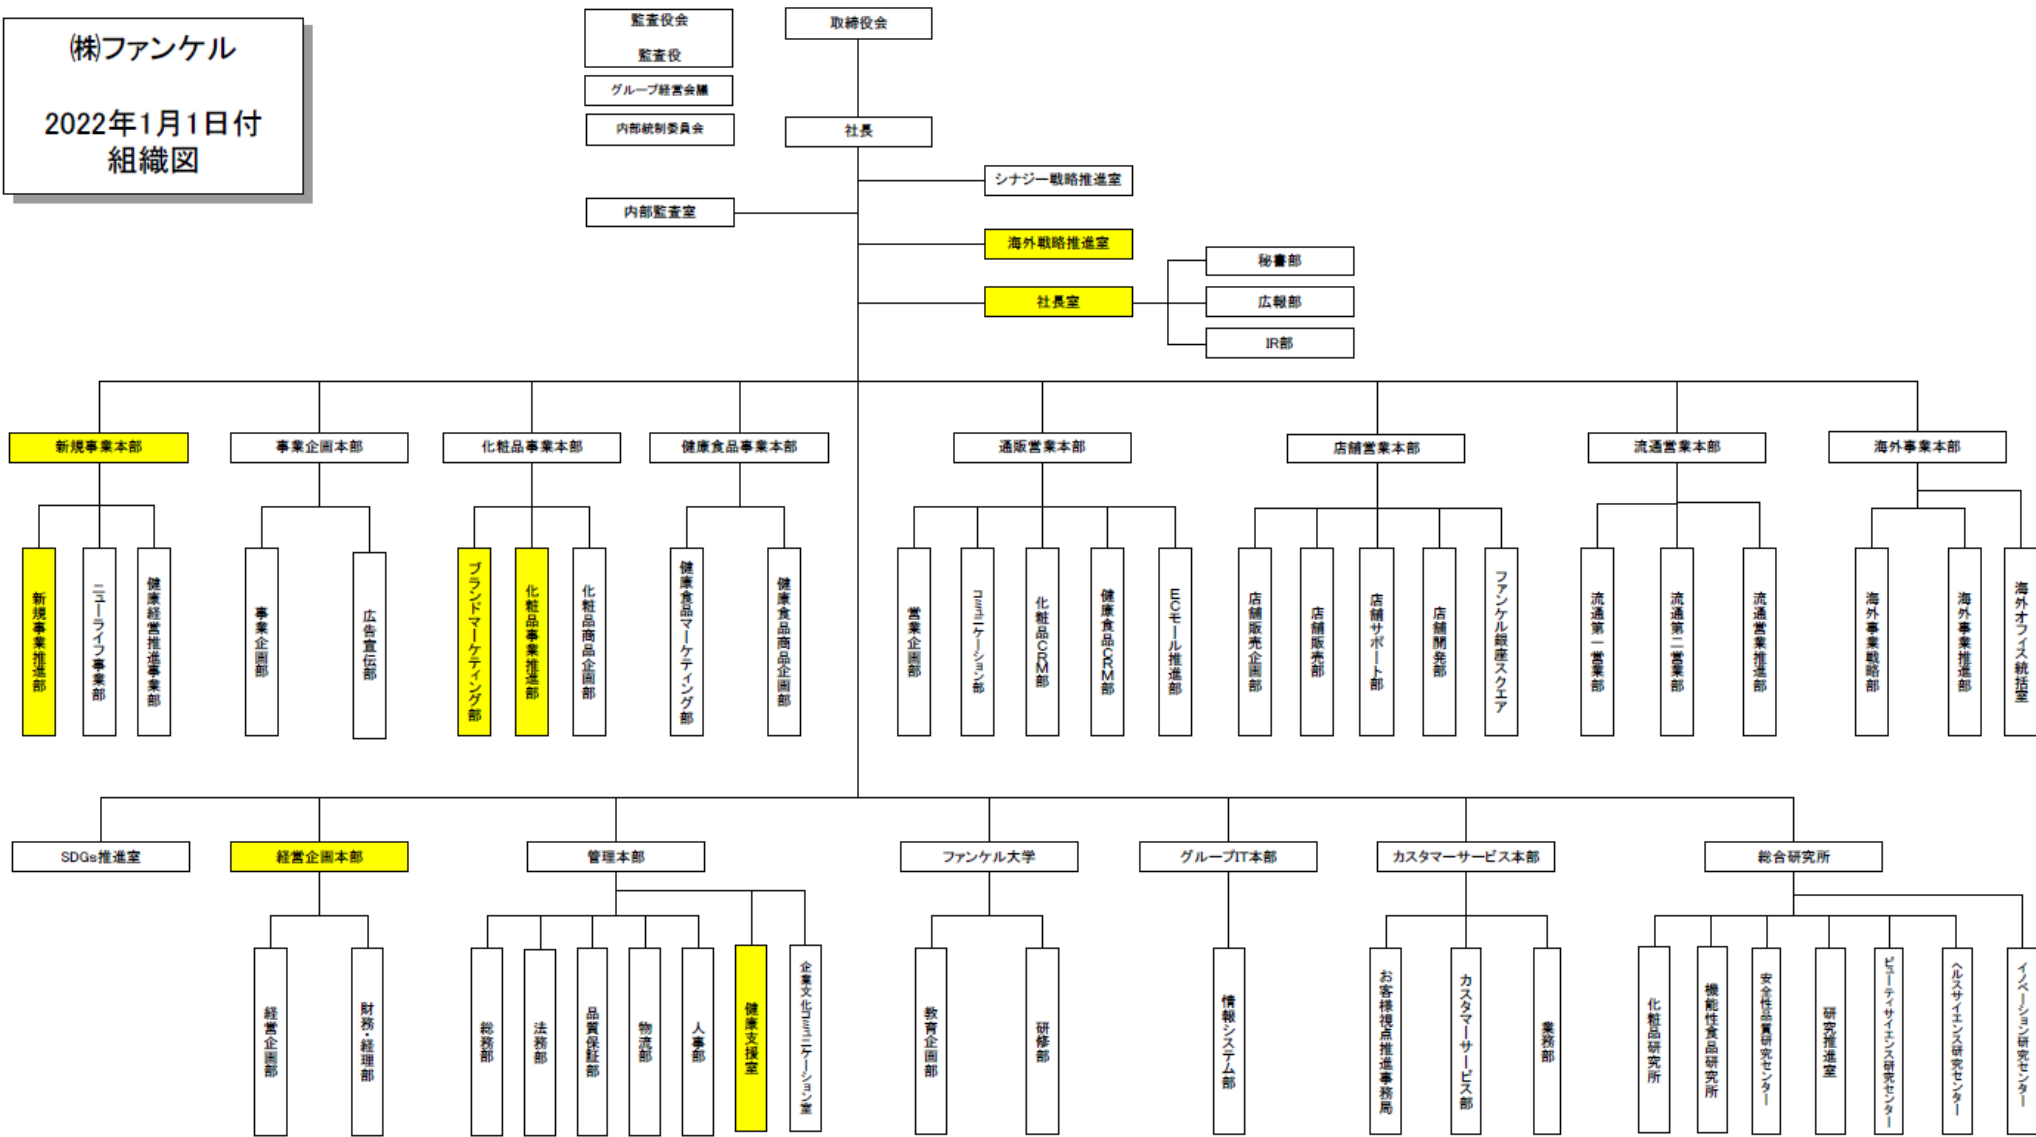 ㈱ファンケル
2022年1月1日付
組織図
監査役会
監査役
グループ経営会議
内部統制委員会
内部監査室
取締役会
社長
シナジー戦略推進室
海外戦略推進室
社長室
秘書部
広報部
IR部
新規事業本部
事業企画本部
化粧品事業本部
健康食品事業本部
通販営業本部
店舗営業本部
流通営業本部
海外事業本部
新規事業推進部
ニューライフ事業部
健康経営推進事業部
事業企画部
広告宣伝部
ブランドマーケティング部
化粧品事業推進部
化粧品商品企画部
健康食品マーケティング部
健康食品商品企画部
営業企画部
コミュニケーション部
化粧品CRM部
健康食品CRM部
ECモール推進部
店舗販売企画部
店舗販売部
店舗サポート部
店舗開発部
ファンケル銀座スクエア
流通第一営業部
流通第二営業部
流通営業推進部
海外事業戦略部
海外事業推進部
海外オフィス統括室
SDGs推進室
経営企画本部
管理本部
ファンケル大学
グループIT本部
カスタマーサービス本部
総合研究所
経営企画部
財務・経理部
総務部
法務部
品質保証部
物流部
人事部
健康支援室
企業文化コミュニケーション室
教育企画部
研修部
情報システム部
お客様視点推進事務局
カスタマーサービス部
業務部
化粧品研究所
機能性食品研究所
安全性品質研究センター
研究推進室
ビューティサイエンス研究センター
ヘルスサイエンス研究センター
イノベーション研究センター